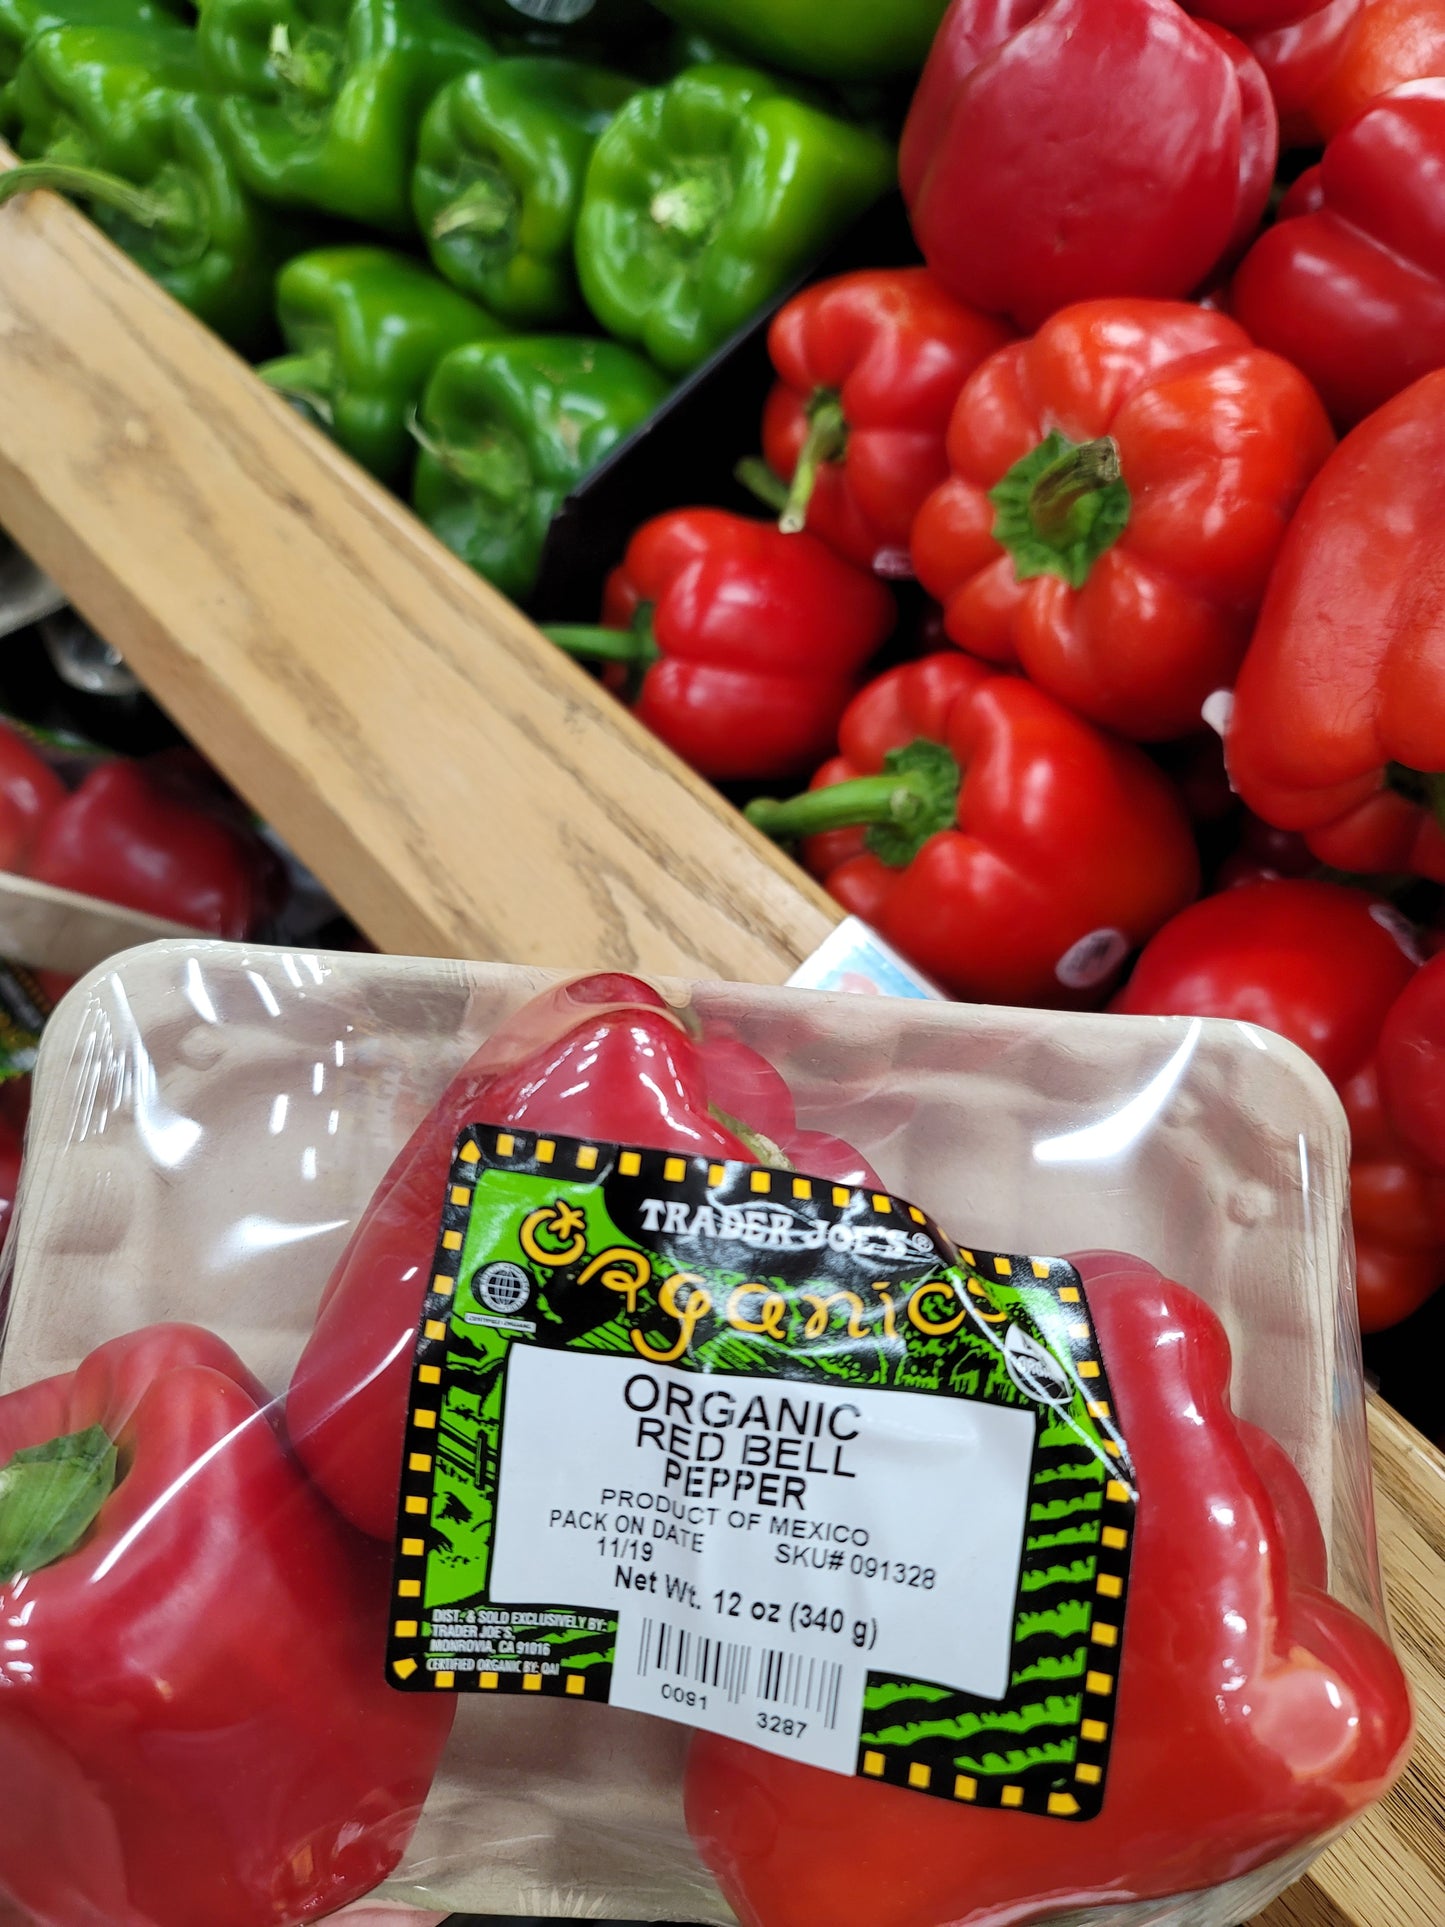 TRADER JOE'S®
Organics
ORGANIC
RED BELL
PEPPER
PRODUCT OF MEXICO
PACK ON DATE
11/19
SKU# 091328
Net Wt. 12 oz (340 g)
DIST. & SOLD EXCLUSIVELY BY:
TRADER JOE'S,
MONROVIA, CA 91016
CERTIFIED ORGANIC BY: QAI
0091 3287